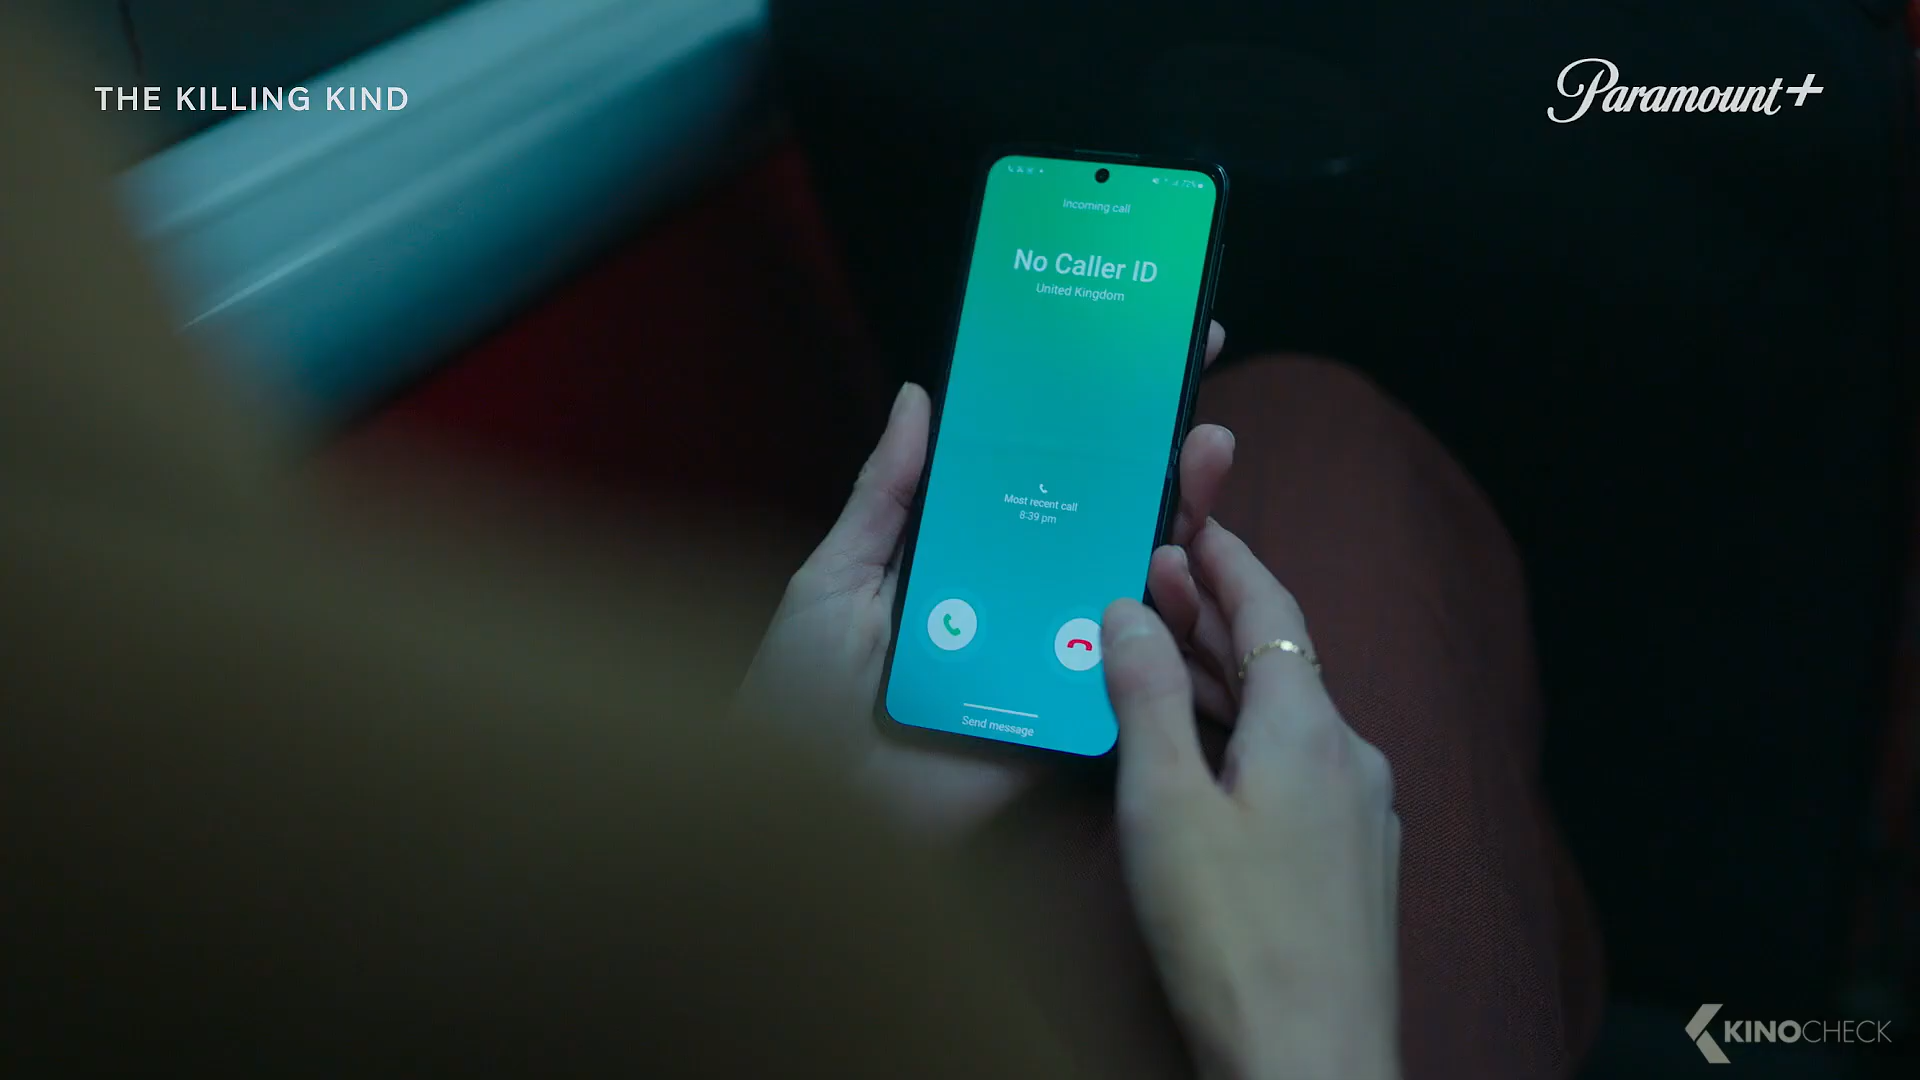 THE KILLING KIND
Paramount+
Incoming call
No Caller ID
United Kingdom
Most recent call
8:39 pm
Send message
KINOCHECK